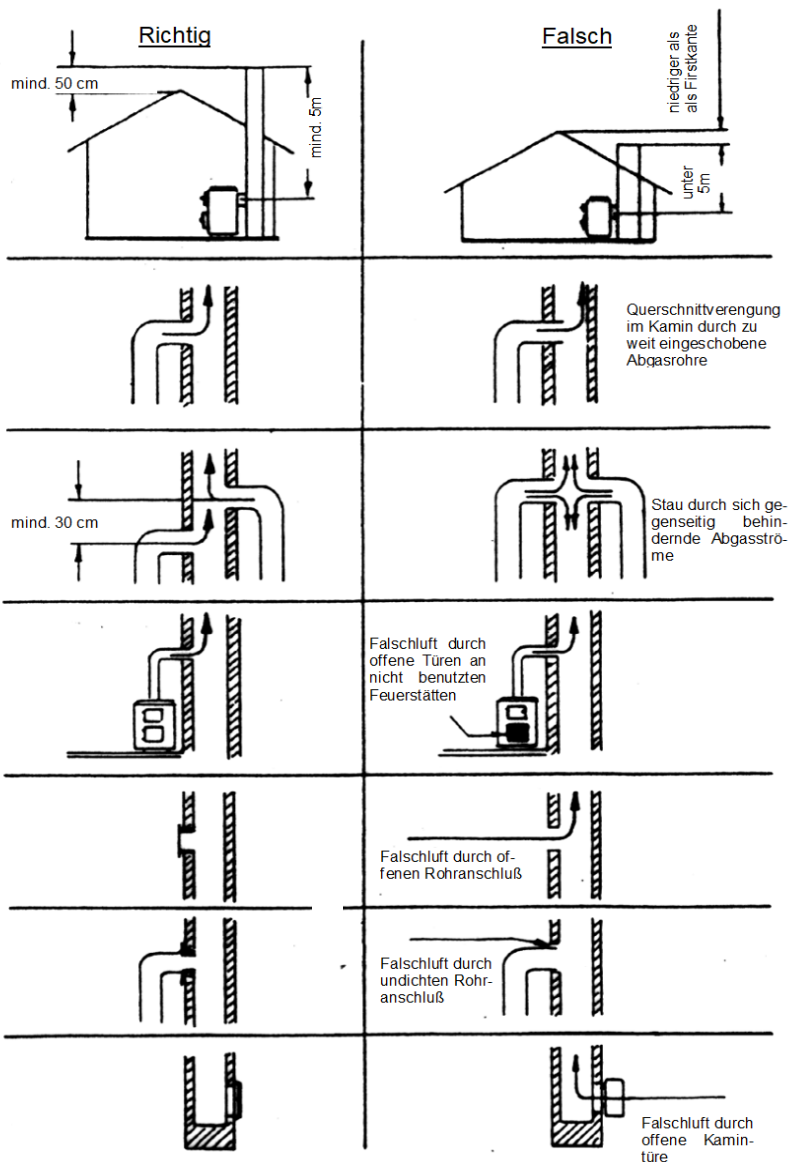 Richtig
Falsch
mind. 50 cm
mind. 5m
niedriger als
als Firstkante
unter
5m
Querschnittverengung
im Kamin durch zu
weit eingeschobene
Abgasrohre
mind. 30 cm
Stau durch sich ge-
genseitig behin-
dernde Abgasströ-
me
Falschluft durch
offene Türen an
nicht benutzten
Feuerstätten
Falschluft durch of-
fenen Rohranschluß
Falschluft durch
undichten Rohr-
anschluß
Falschluft durch
offene Kamin-
türe